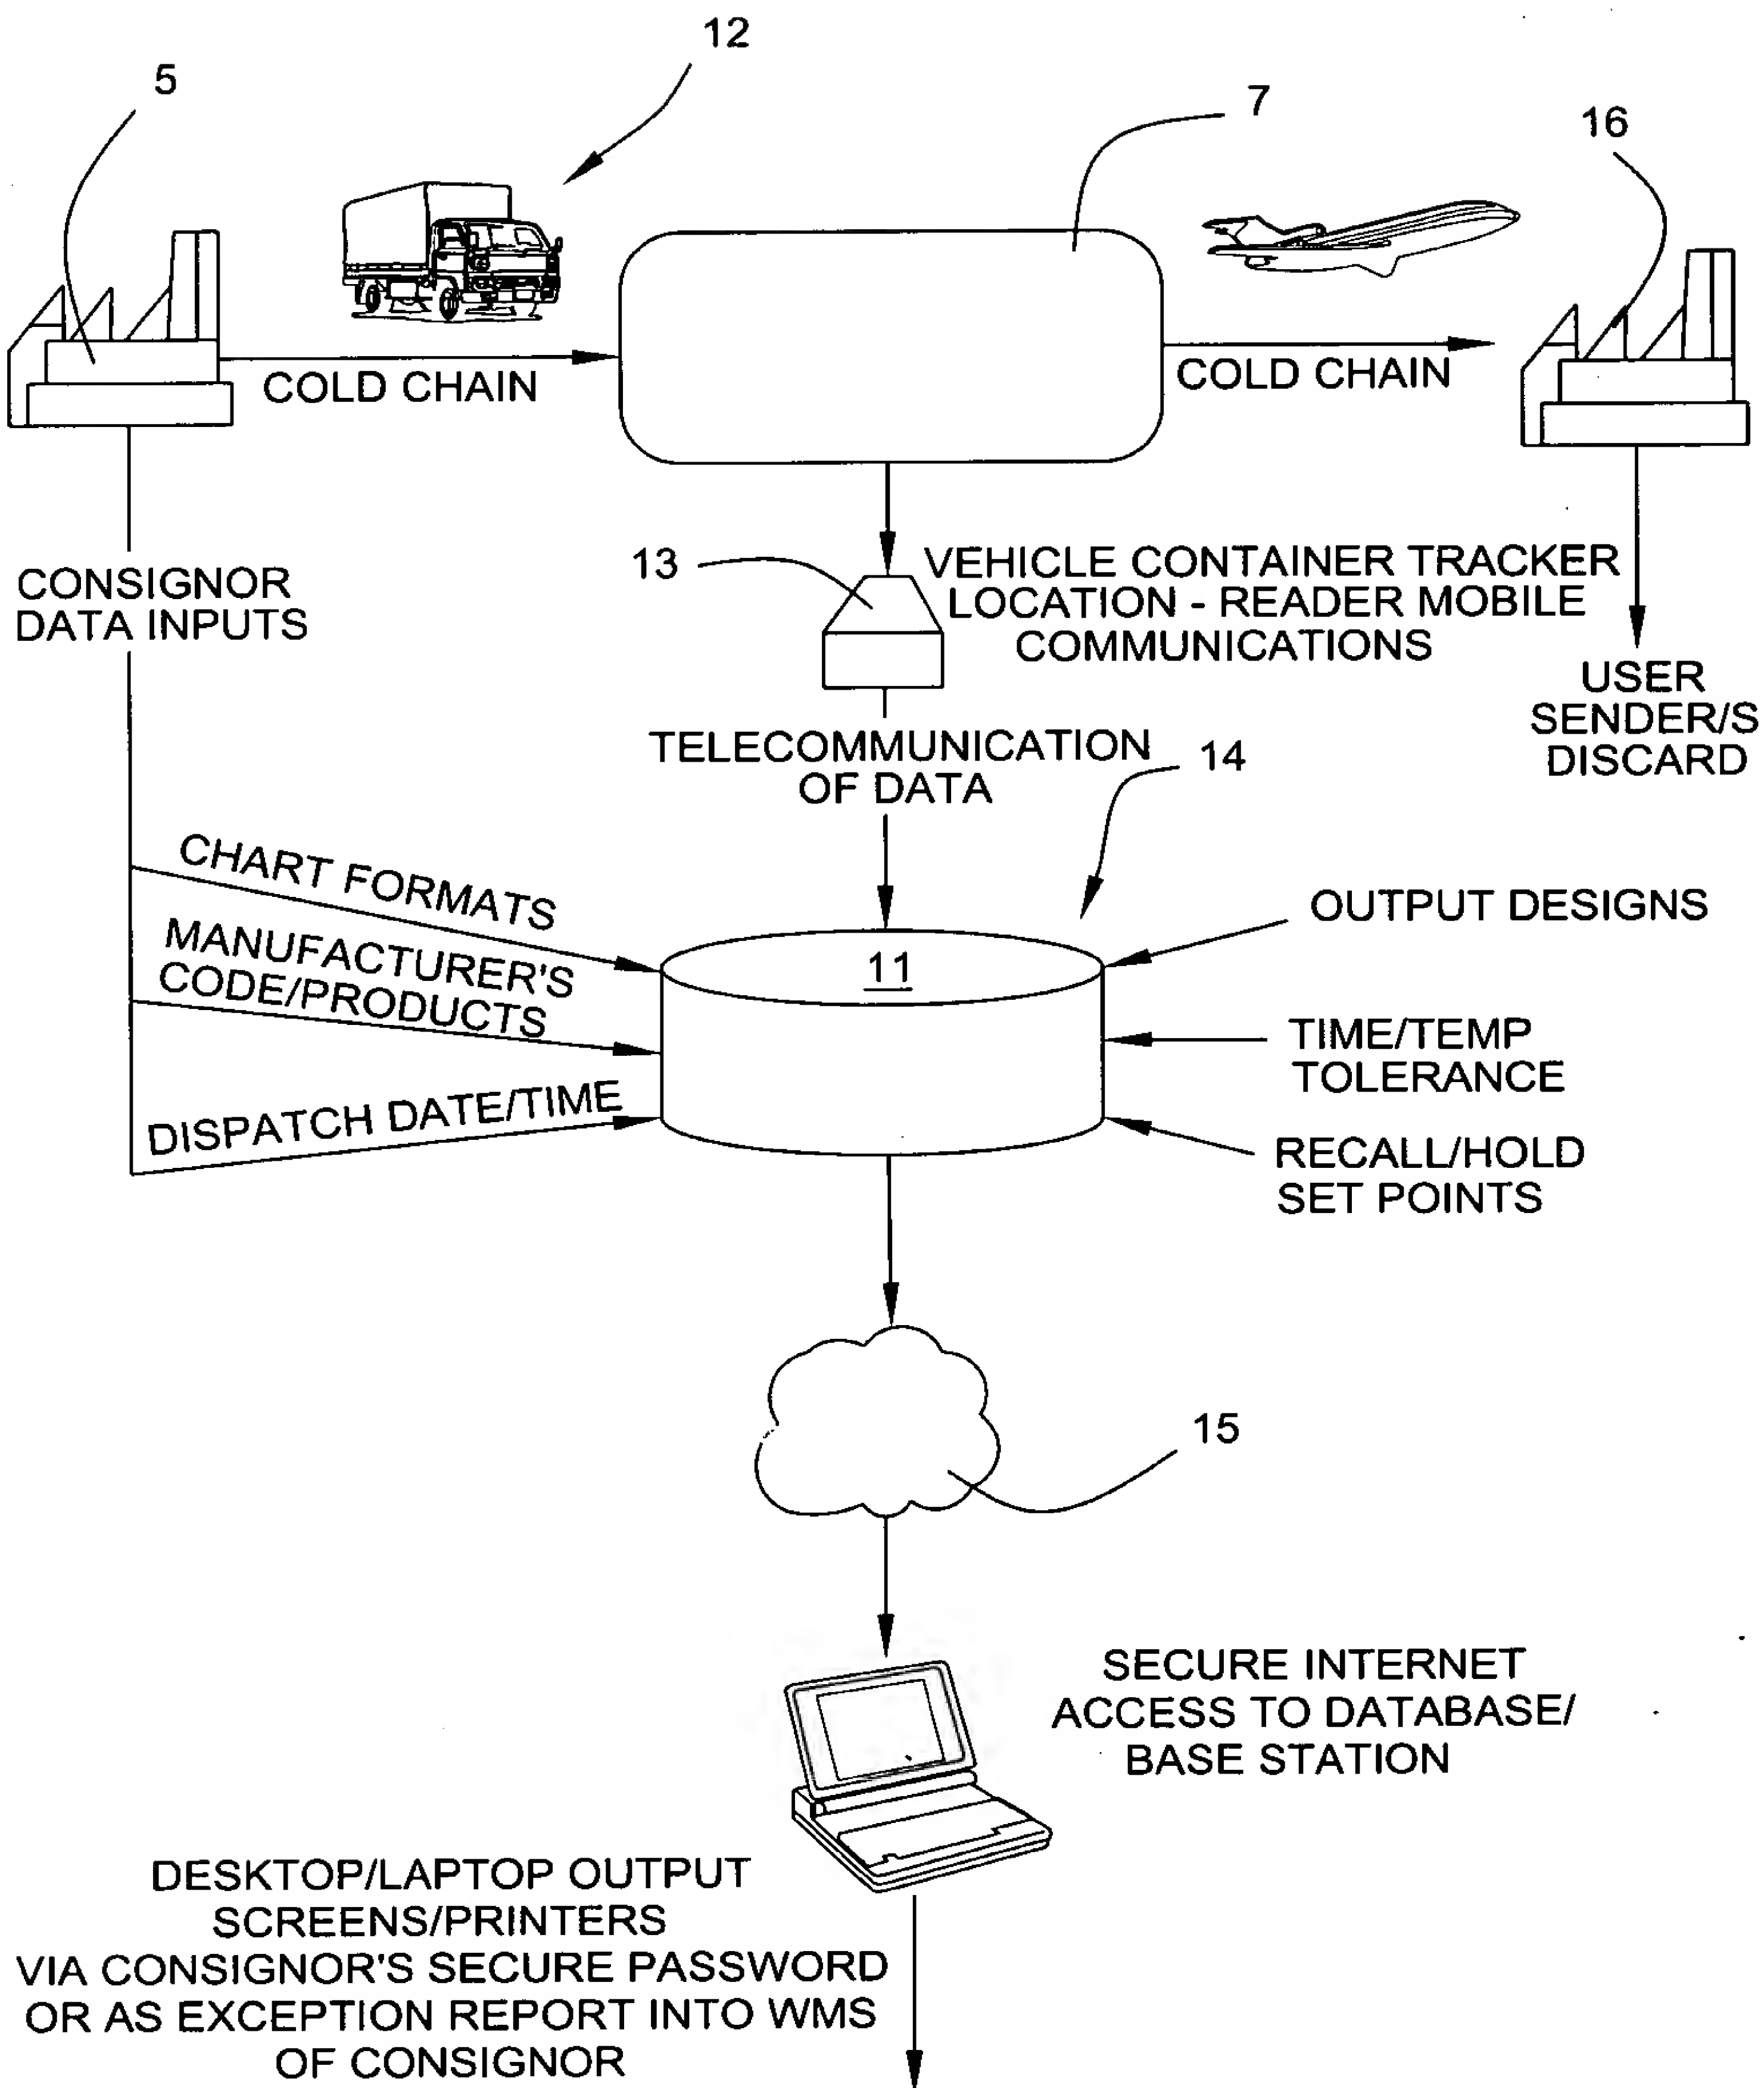 12
5
7
16
COLD CHAIN
COLD CHAIN
13
VEHICLE CONTAINER TRACKER
LOCATION - READER MOBILE
COMMUNICATIONS
CONSIGNOR
DATA INPUTS
USER
SENDER/S
DISCARD
TELECOMMUNICATION
OF DATA
14
CHART FORMATS
MANUFACTURER'S
CODE/PRODUCTS
DISPATCH DATE/TIME
11
OUTPUT DESIGNS
TIME/TEMP
TOLERANCE
RECALL/HOLD
SET POINTS
15
SECURE INTERNET
ACCESS TO DATABASE/
BASE STATION
DESKTOP/LAPTOP OUTPUT
SCREENS/PRINTERS
VIA CONSIGNOR'S SECURE PASSWORD
OR AS EXCEPTION REPORT INTO WMS
OF CONSIGNOR